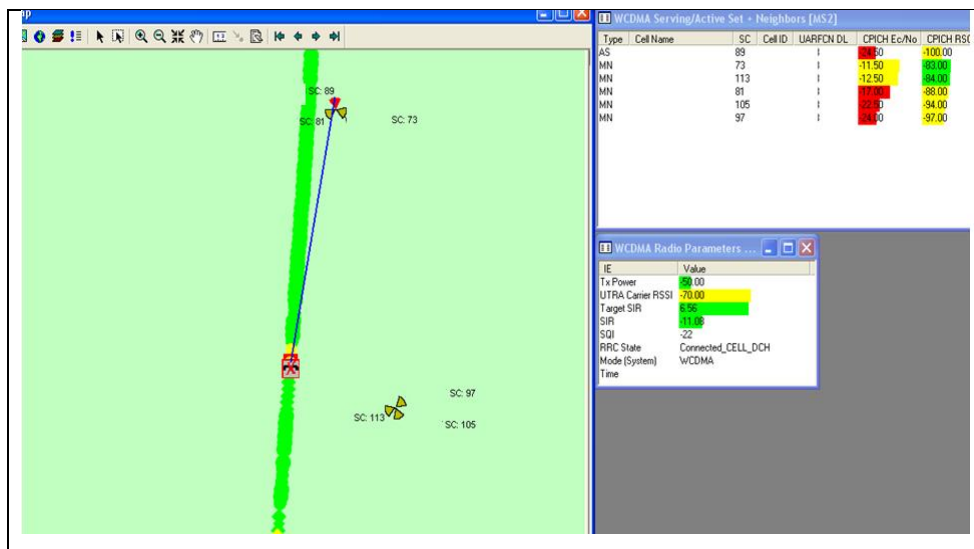 ap
WCDMA Serving/Active Set + Neighbors [MS2]
Type Cell Name SC Cell ID UARFCN DL CPICH Ec/No CPICH RSC
AS 89 -24.50 -100.00
MN 73 -11.50 -83.00
MN 113 -12.50 -84.00
MN 81 -17.00 -88.00
MN 105 -22.50 -94.00
MN 97 -24.00 -97.00
SC: 89
SC: 81
SC: 73
SC: 97
SC: 113
SC: 105
WCDMA Radio Parameters ...
IE Value
Tx Power -50.00
UTRA Carrier RSSI -70.00
Target SIR 6.56
SIR -11.08
SQI -22
RRC State Connected_CELL_DCH
Mode (System) WCDMA
Time